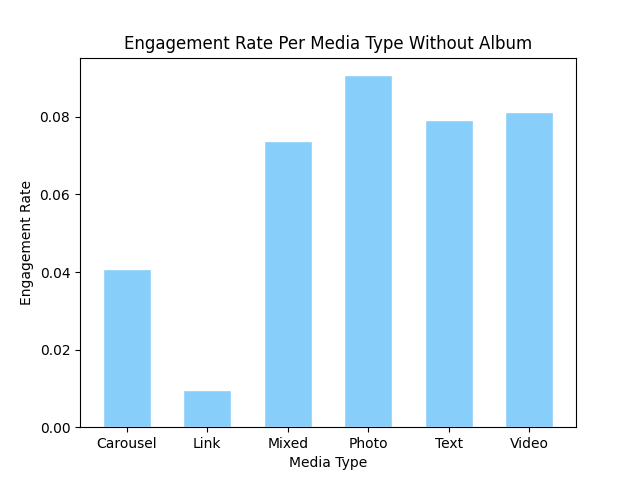 Engagement Rate Per Media Type Without Album
Engagement Rate
0.08
0.06
0.04
0.02
0.00
Carousel Link Mixed Photo Text Video
Media Type